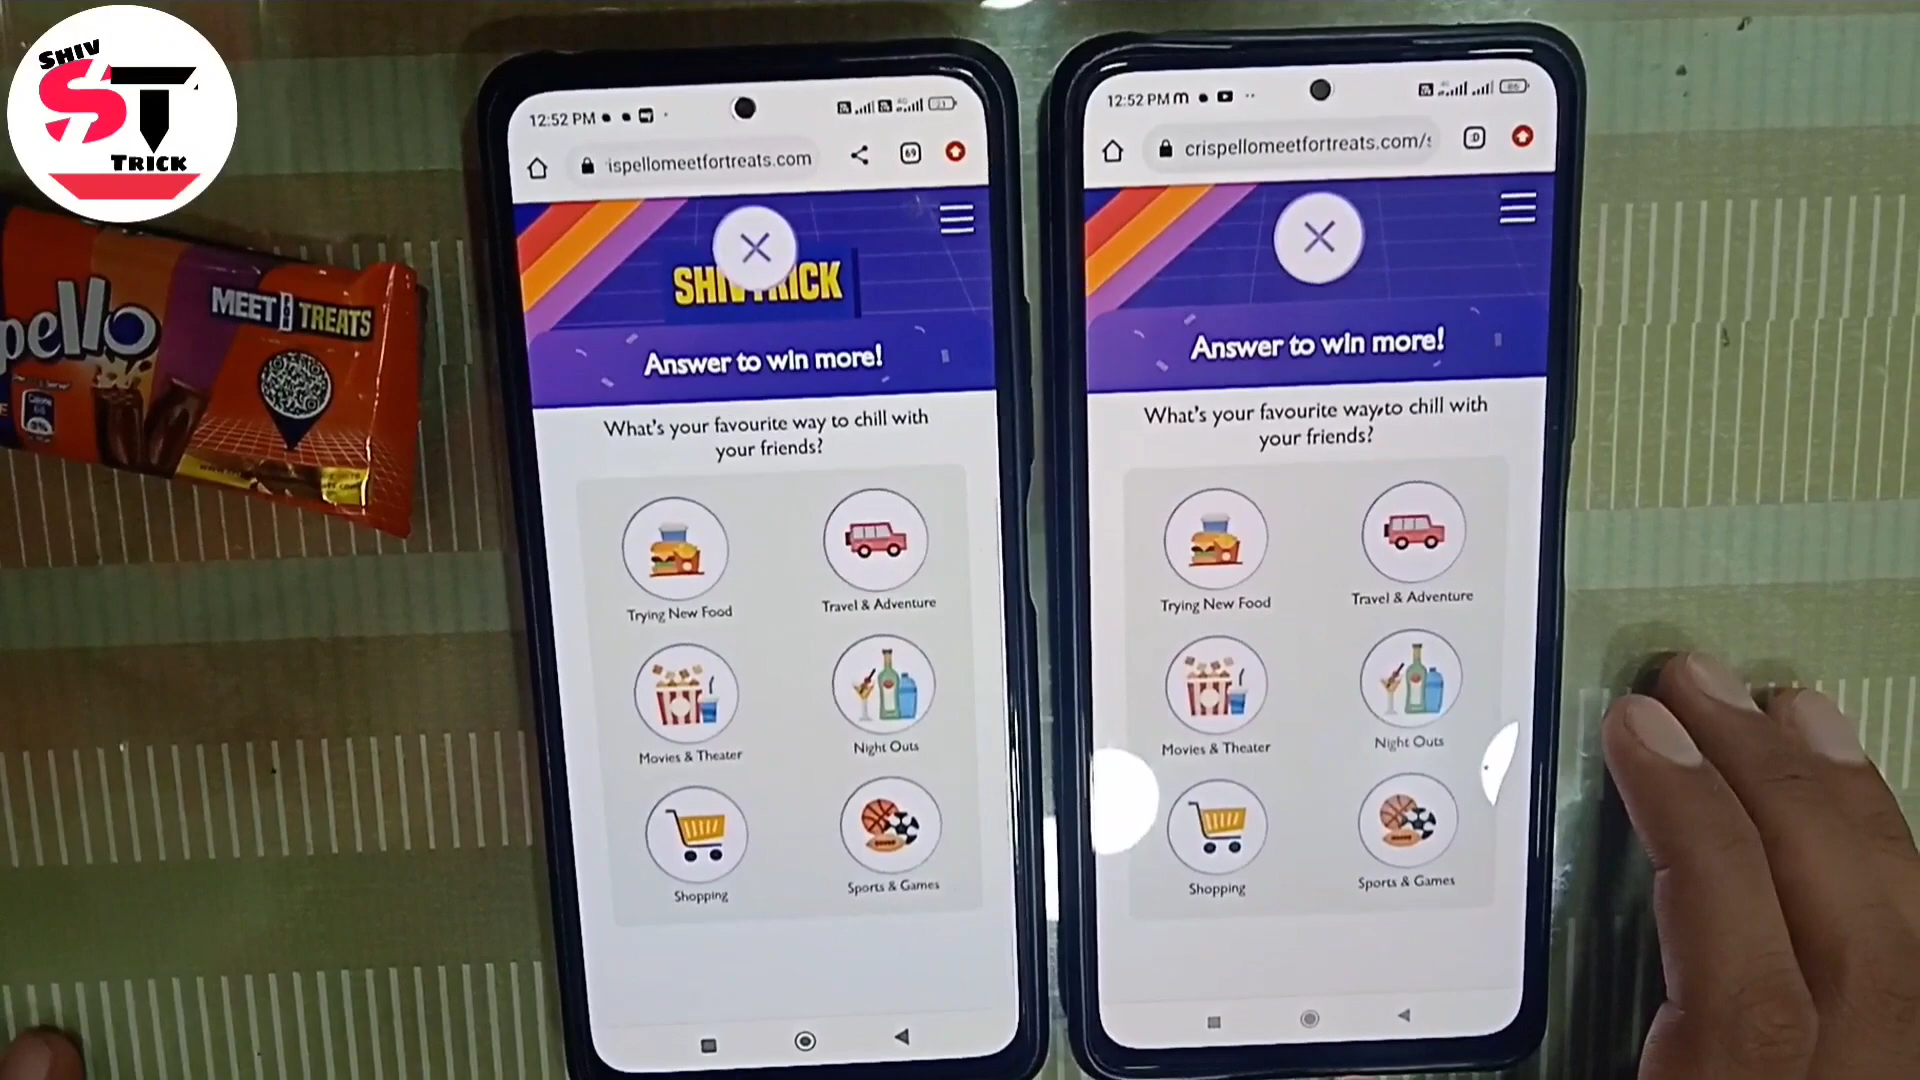 SHIV
ST
TRICK
pello
MEET FOR TREATS
12:52 PM
ispellomeetfortreats.com
69
SHIVTRICK
Answer to win more!
What's your favourite way to chill with
your friends?
Trying New Food
Travel & Adventure
Movies & Theater
Night Outs
Shopping
Sports & Games
12:52 PM
crispellomeetfortreats.com/s
:D
Answer to win more!
What's your favourite way to chill with
your friends?
Trying New Food
Travel & Adventure
Movies & Theater
Night Outs
Shopping
Sports & Games